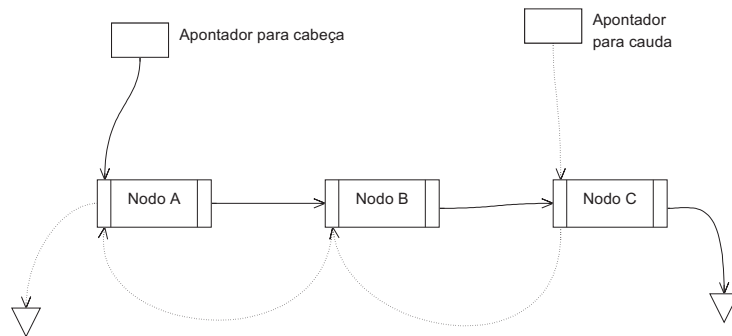 Apontador para cabeça
Apontador
para cauda
Nodo A
Nodo B
Nodo C